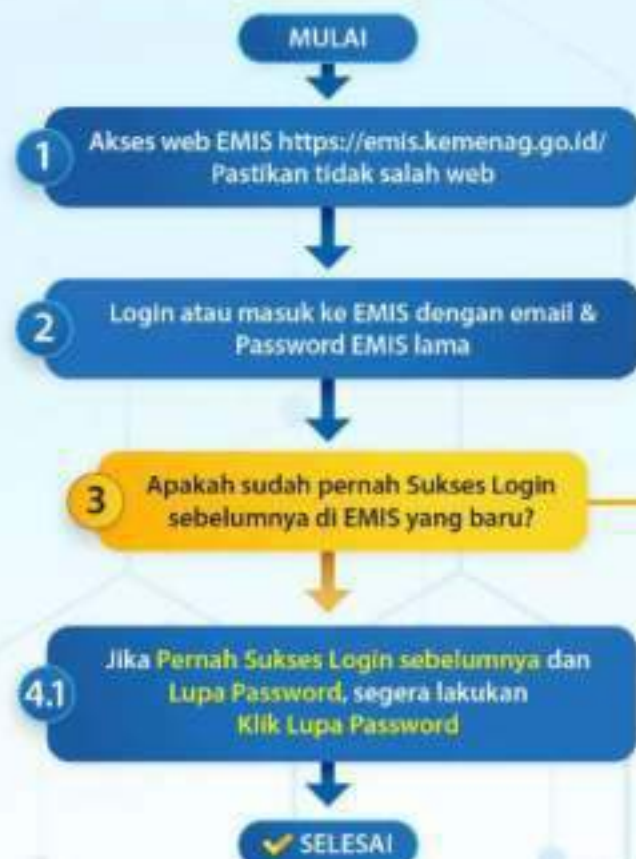 MULAI
1
Akses web EMIS https://emis.kemenag.go.id/
Pastikan tidak salah web
2
Login atau masuk ke EMIS dengan email &
Password EMIS lama
3
Apakah sudah pernah Sukses Login
sebelumnya di EMIS yang baru?
4.1
Jika Pernah Sukses Login sebelumnya dan
Lupa Password, segera lakukan
Klik Lupa Password
SELESAI